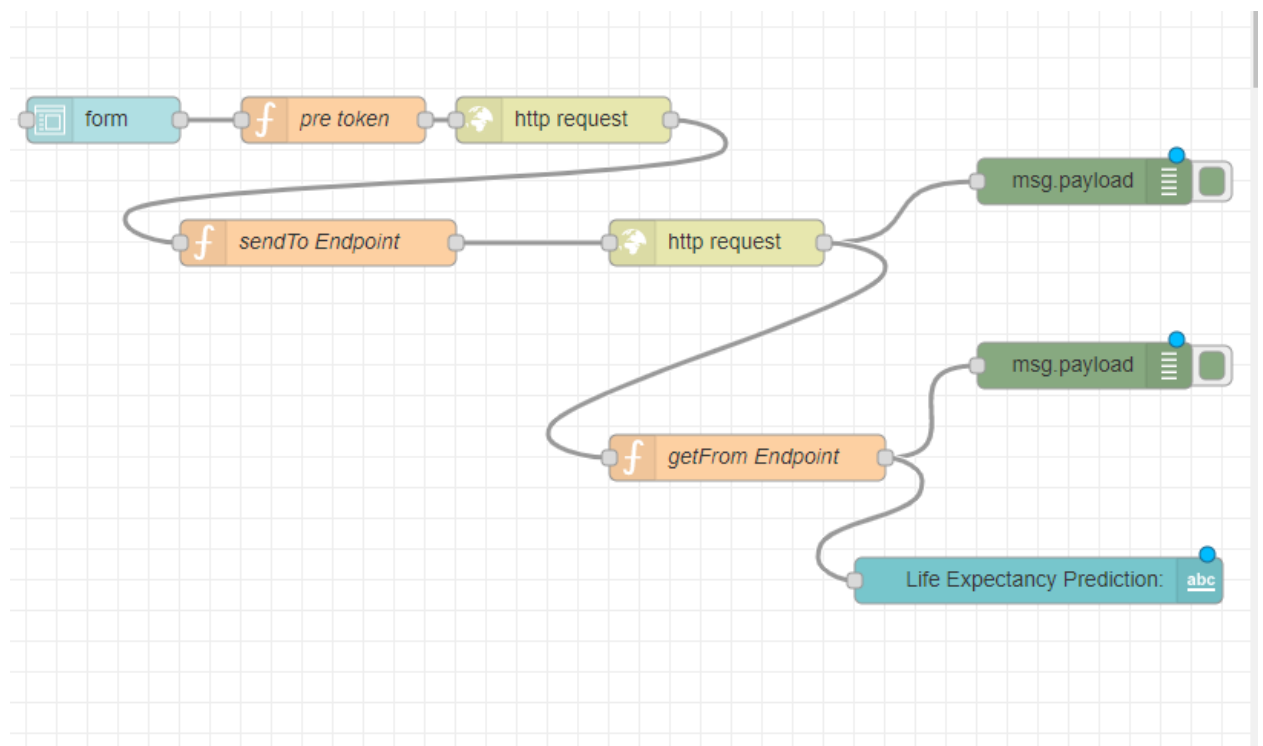 form
pre token
http request
msg.payload
sendTo Endpoint
http request
msg.payload
getFrom Endpoint
Life Expectancy Prediction:
abc